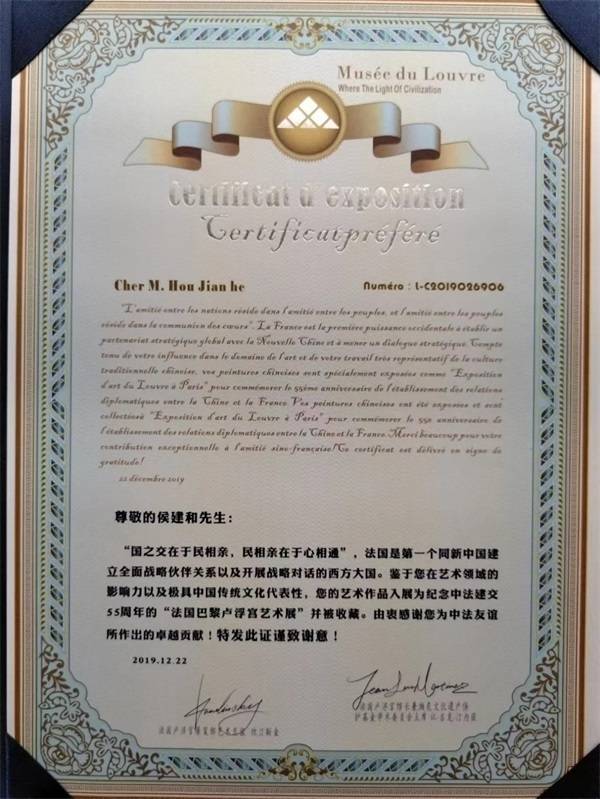 Musée du Louvre
Where The Light Of Civilization
Certificat d'exposition
Certificat préféré
Cher M. Hou Jian he Numéro : L-C2019026906
"L'amitié entre les nations réside dans l'amitié entre les peuples, et l'amitié entre les peuples
réside dans la communion des cœurs". La France est la première puissance occidentale à établir un
partenariat stratégique global avec la Nouvelle Chine et à mener un dialogue stratégique. Compte
tenu de votre influence dans le domaine de l'art et de votre travail très représentatif de la culture
traditionnelle chinoise, vos peintures chinoises sont spécialement exposées comme "Exposition
d'art du Louvre à Paris" pour commémorer le 55ème anniversaire de l'établissement des relations
diplomatiques entre la Chine et la France.Vos peintures chinoises ont été exposées et sont
collectiosà "Exposition d'art du Louvre à Paris" pour commémorer le 55e anniversaire de
l'établissement des relations diplomatiques entre la Chine et la France.Merci beaucoup pour votre
contribution exceptionnelle à l'amitié sino-française!Ce certificat est délivré en signe de
gratitude!
22 décembre 2019
尊敬的侯建和先生：
“国之交在于民相亲，民相亲在于心相通”，法国是第一个同新中国建
立全面战略伙伴关系以及开展战略对话的西方大国。鉴于您在艺术领域的
影响力以及极具中国传统文化代表性，您的艺术作品入展为纪念中法建交
55周年的“法国巴黎卢浮宫艺术展”并被收藏。由衷感谢您为中法友谊
所作出的卓越贡献！特发此证谨致谢意！
2019.12.22